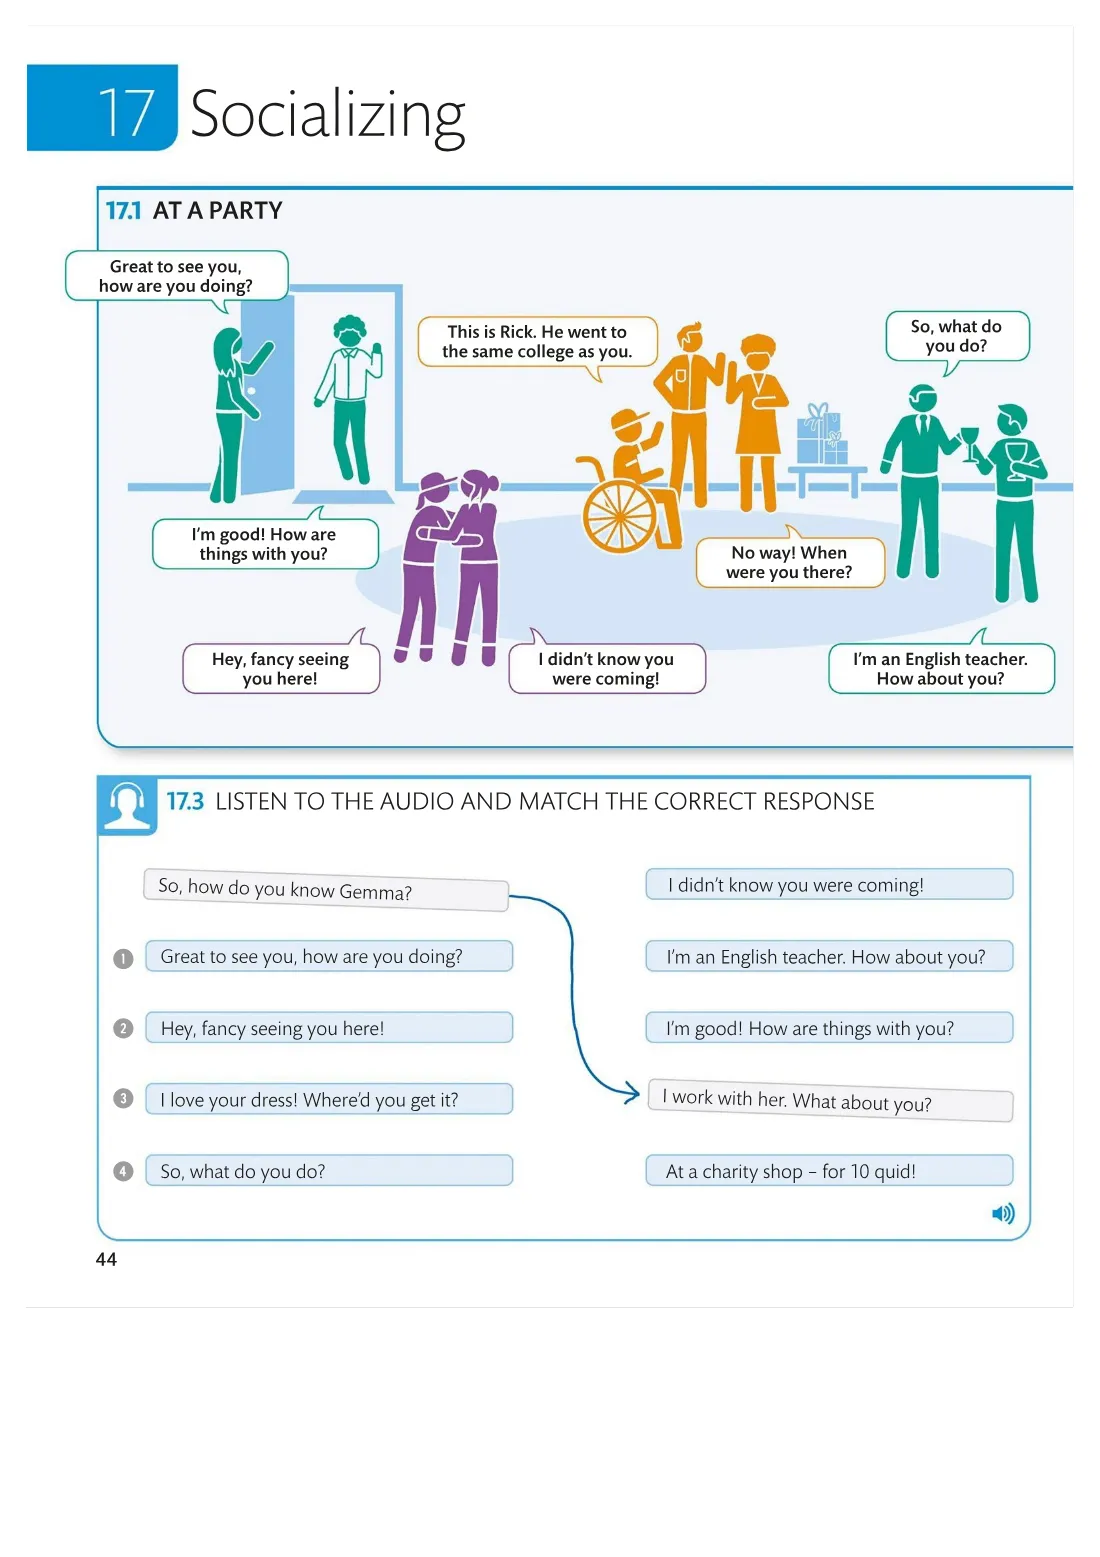 17 Socializing
17.1 AT A PARTY
Great to see you,
how are you doing?
I'm good! How are
things with you?
This is Rick. He went to
the same college as you.
No way! When
were you there?
So, what do
you do?
I'm an English teacher.
How about you?
Hey, fancy seeing
you here!
I didn't know you
were coming!
17.3 LISTEN TO THE AUDIO AND MATCH THE CORRECT RESPONSE
So, how do you know Gemma?
I didn't know you were coming!
1 Great to see you, how are you doing?
I'm an English teacher. How about you?
2 Hey, fancy seeing you here!
I'm good! How are things with you?
3 I love your dress! Where'd you get it?
I work with her. What about you?
4 So, what do you do?
At a charity shop – for 10 quid!
44